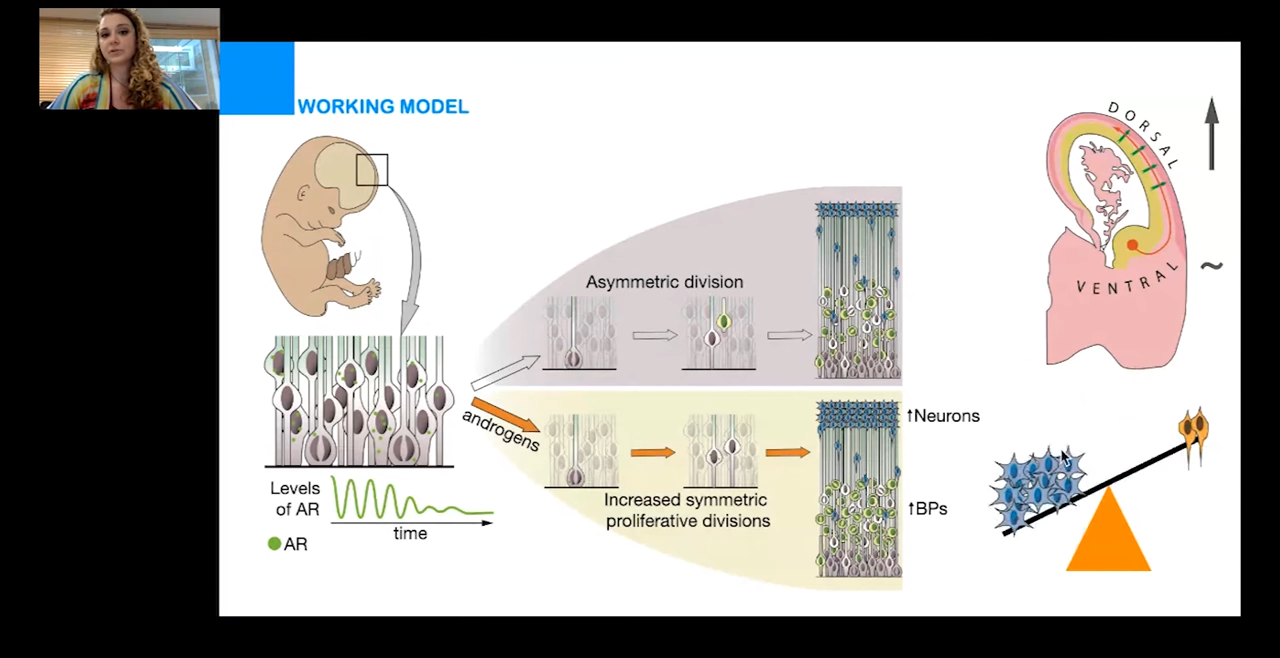 WORKING MODEL
Asymmetric division
androgens
Increased symmetric
proliferative divisions
Levels
of AR
time
AR
↑Neurons
↑BPs
DORSAL
VENTRAL
~